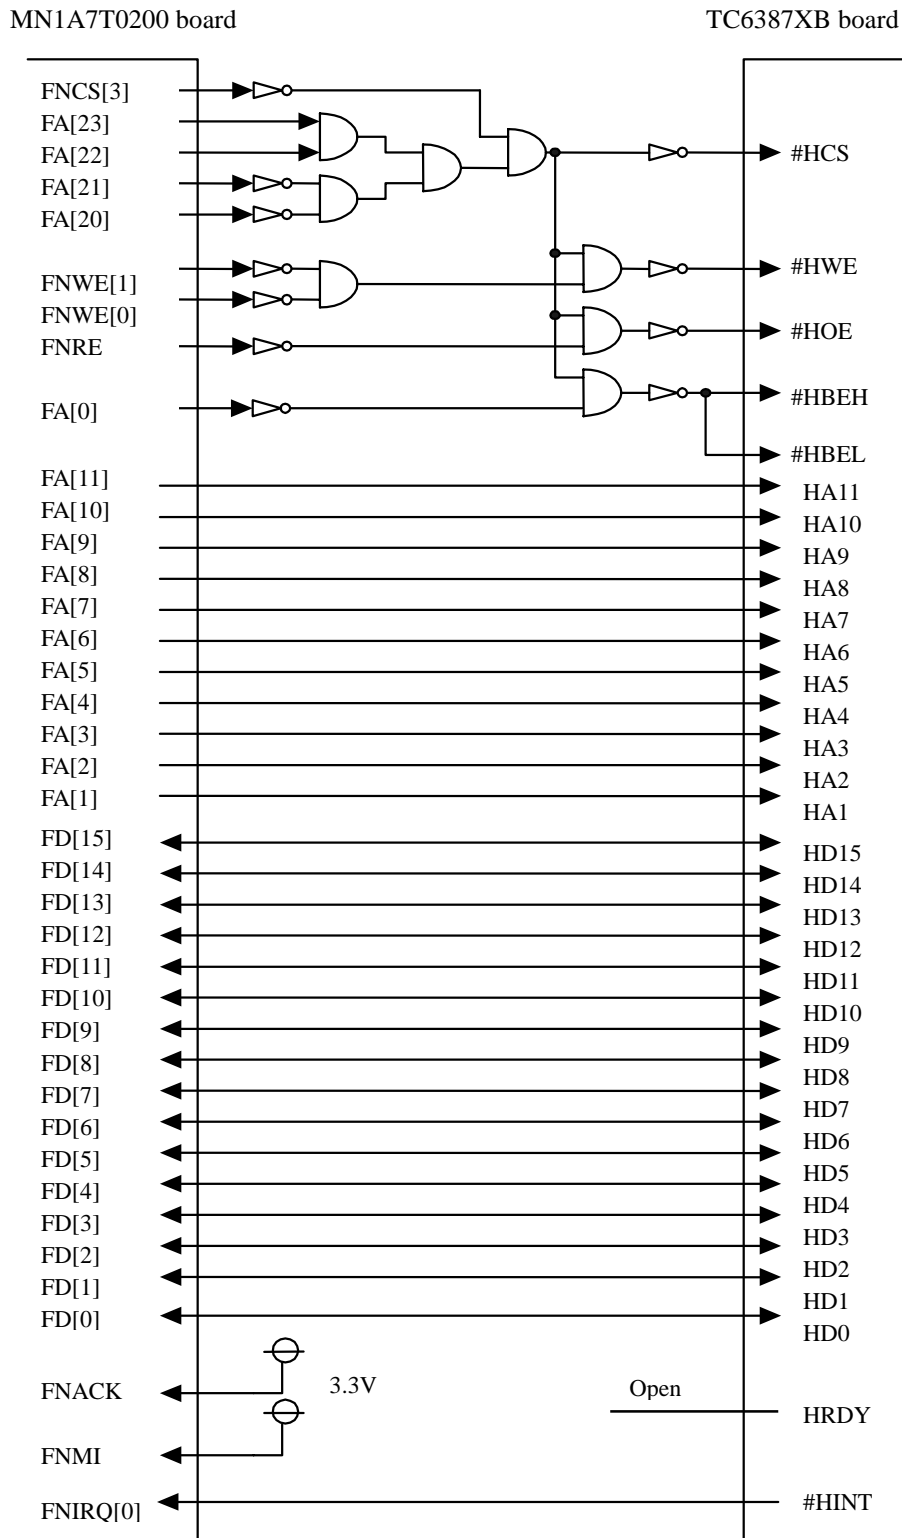 MN1A7T0200 board TC6387XB board
FNCS[3]
FA[23]
FA[22] #HCS
FA[21]
FA[20]
#HWE
FNWE[1]
FNWE[0] #HOE
FNRE
#HBEH
FA[0]
#HBEL
FA[11] HA11
FA[10] HA10
FA[9] HA9
FA[8] HA8
FA[7] HA7
FA[6] HA6
FA[5] HA5
FA[4] HA4
FA[3] HA3
FA[2] HA2
FA[1] HA1
FD[15] HD15
FD[14] HD14
FD[13] HD13
FD[12] HD12
FD[11] HD11
FD[10] HD10
FD[9] HD9
FD[8] HD8
FD[7] HD7
FD[6] HD6
FD[5] HD5
FD[4] HD4
FD[3] HD3
FD[2] HD2
FD[1] HD1
FD[0] HD0
FNACK 3.3V Open
HRDY
FNMI
FNIRQ[0] #HINT